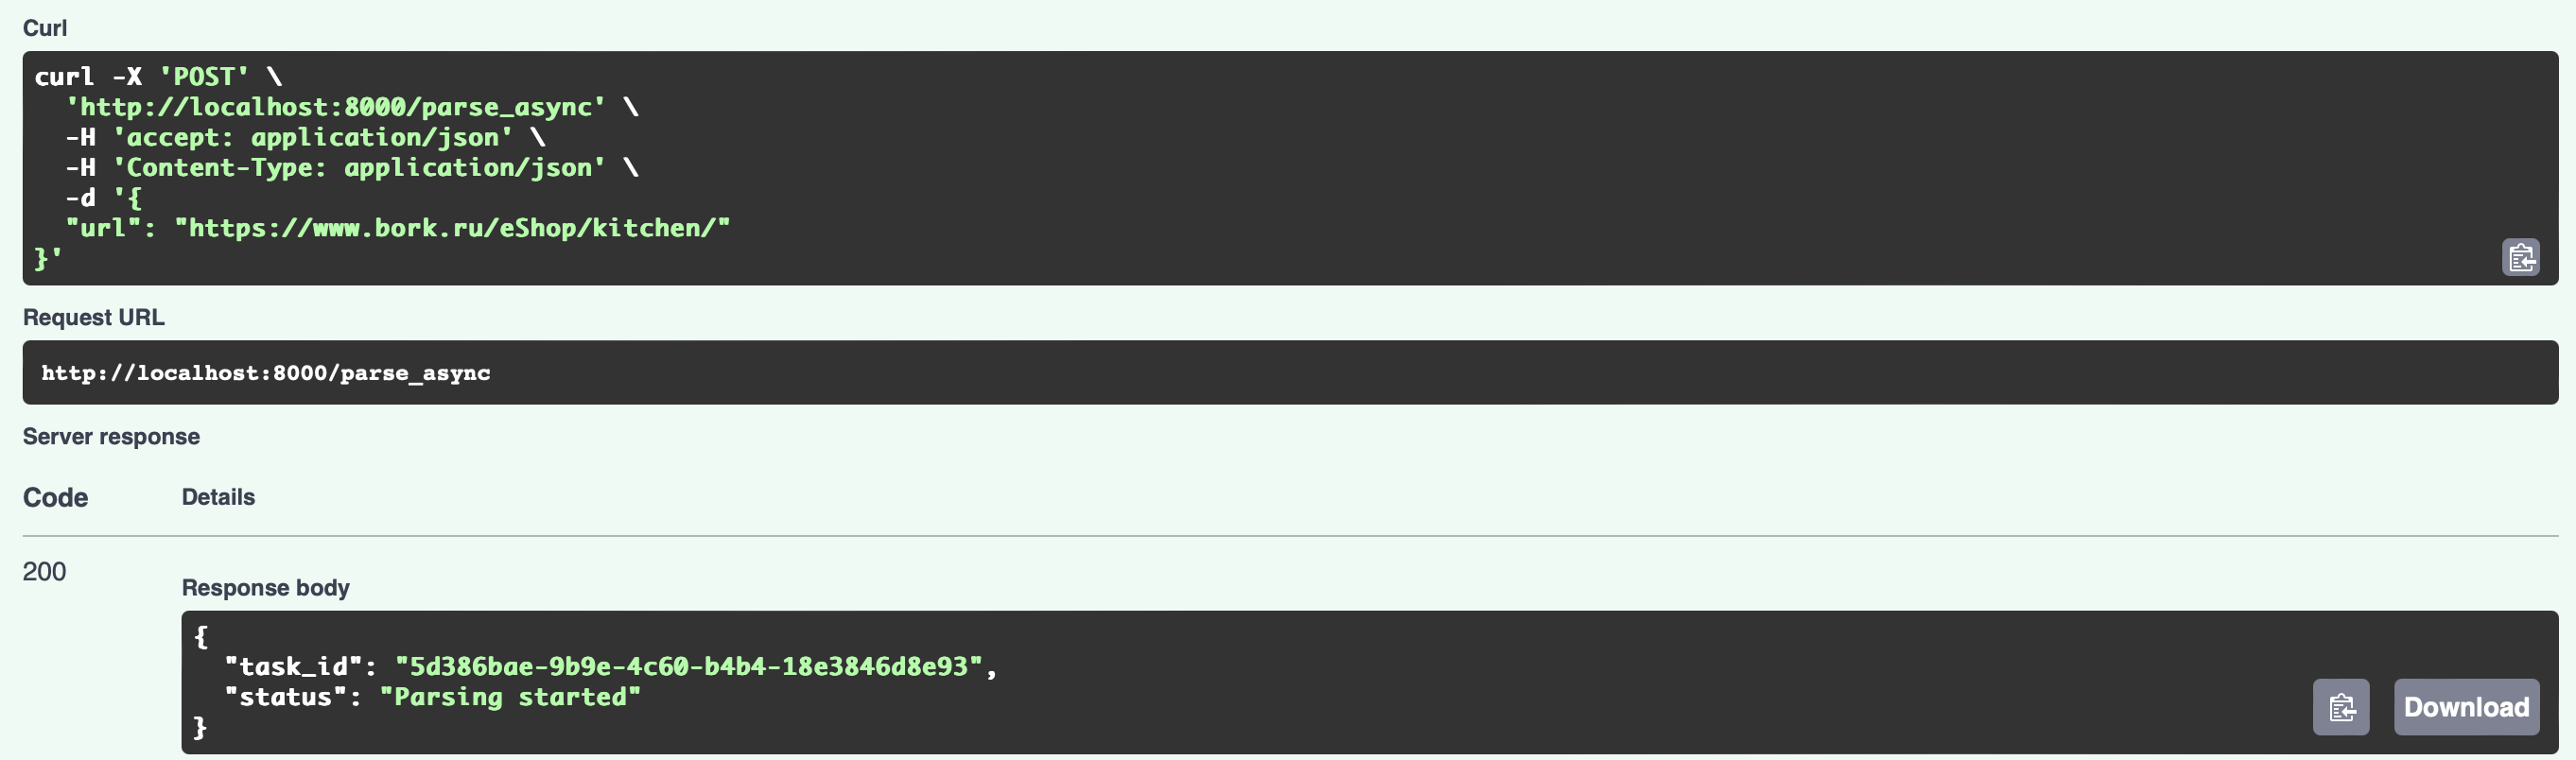 Curl
curl -X 'POST' \
  'http://localhost:8000/parse_async' \
  -H 'accept: application/json' \
  -H 'Content-Type: application/json' \
  -d '{
  "url": "https://www.bork.ru/eShop/kitchen/"
}'
Request URL
http://localhost:8000/parse_async
Server response
Code Details
200
Response body
{
  "task_id": "5d386bae-9b9e-4c60-b4b4-18e3846d8e93",
  "status": "Parsing started"
}
Download